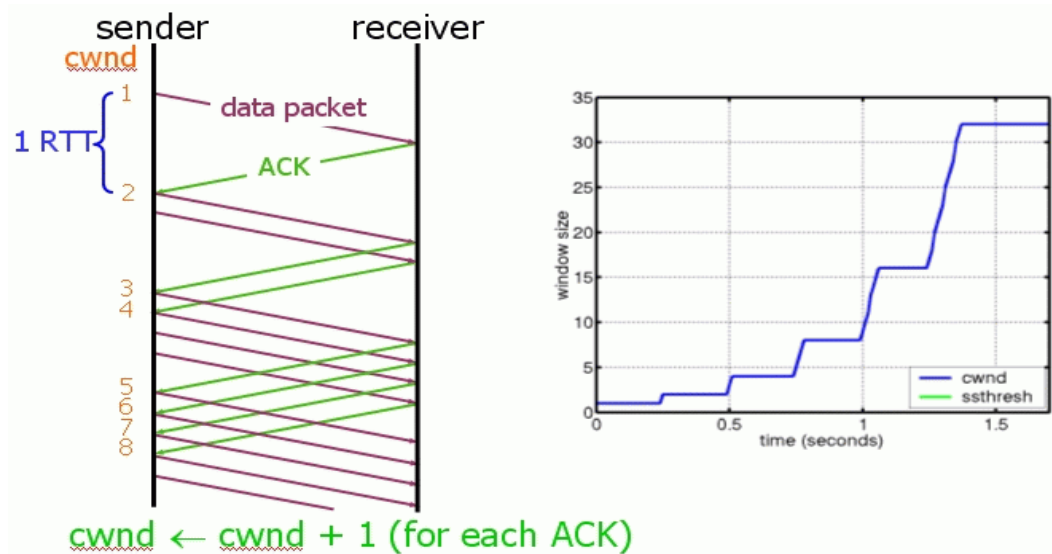 sender
receiver
cwnd
1
data packet
1 RTT
ACK
2
3
4
5
6
7
8
cwnd ← cwnd + 1 (for each ACK)
35
30
25
20
15
10
5
0
window size
0
0.5
1
1.5
time (seconds)
cwnd
ssthresh